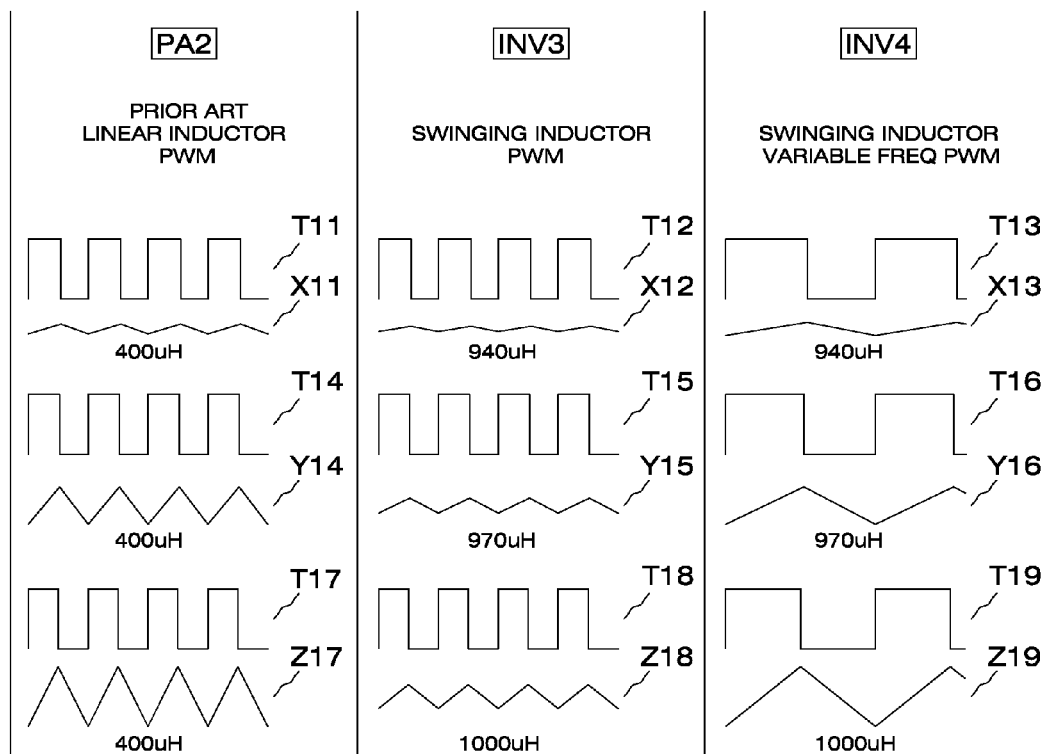 PA2
PRIOR ART
LINEAR INDUCTOR
PWM
T11
X11
400uH
T14
Y14
400uH
T17
Z17
400uH
INV3
SWINGING INDUCTOR
PWM
T12
X12
940uH
T15
Y15
970uH
T18
Z18
1000uH
INV4
SWINGING INDUCTOR
VARIABLE FREQ PWM
T13
X13
940uH
T16
Y16
970uH
T19
Z19
1000uH